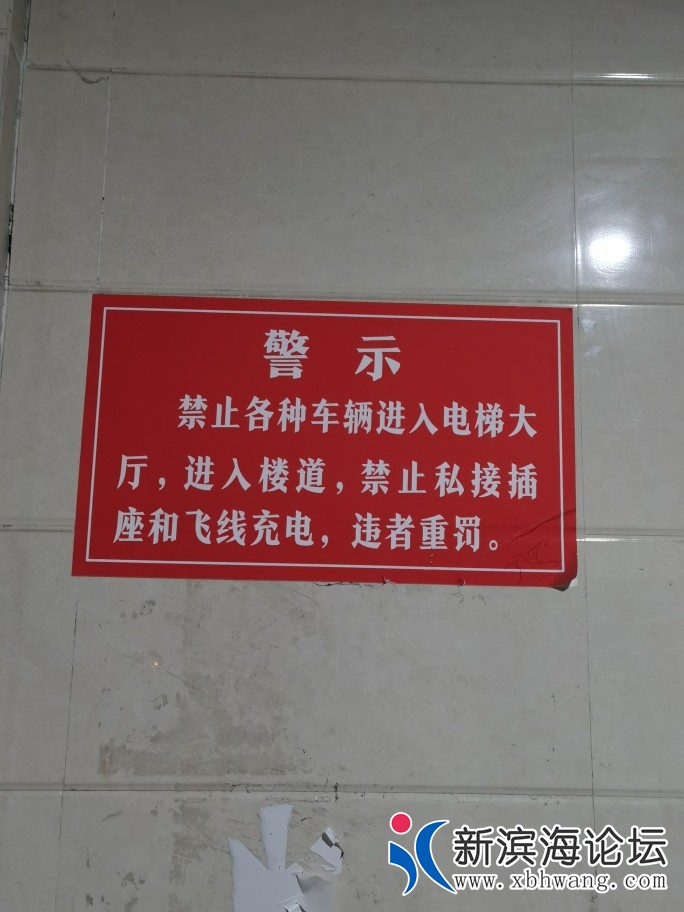 警 示
禁止各种车辆进入电梯大
厅，进入楼道，禁止私接插
座和飞线充电，违者重罚。
新滨海论坛
www.xbhwang.com